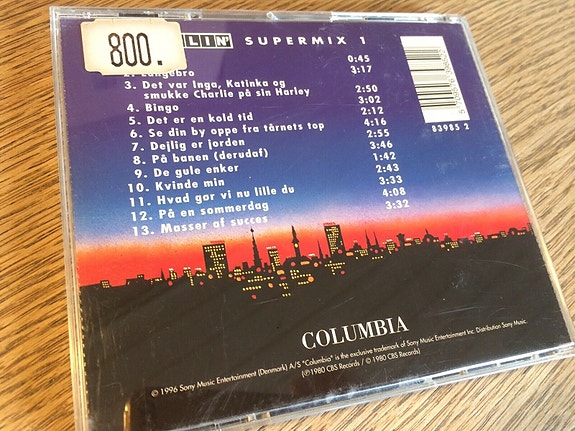 800.
LIN' SUPERMIX 1
0:45
2. Langebro 3:17
3. Det var Inga, Katinka og
smukke Charlie på sin Harley 2:50
4. Bingo 3:02
5. Det er en kold tid 2:12
6. Se din by oppe fra tårnets top 4:16
7. Dejlig er jorden 2:55
8. På banen (derudaf) 3:46
9. De gule enker 1:42
10. Kvinde min 2:43
11. Hvad gør vi nu lille du 3:33
12. På en sommerdag 4:08
13. Masser af succes 3:32
83985 2
COLUMBIA
© 1996 Sony Music Entertainment (Denmark) A/S "Columbia" is the exclusive trademark of Sony Music Entertainment Inc. Distribution Sony Music.
(℗ 1980 CBS Records / © 1980 CBS Records)